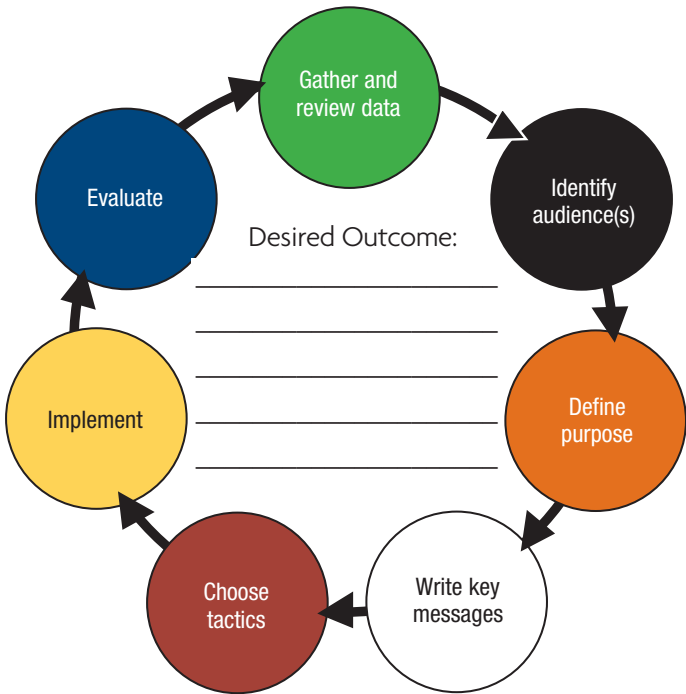 Gather and
review data
Identify
audience(s)
Define
purpose
Write key
messages
Choose
tactics
Implement
Evaluate
Desired Outcome: